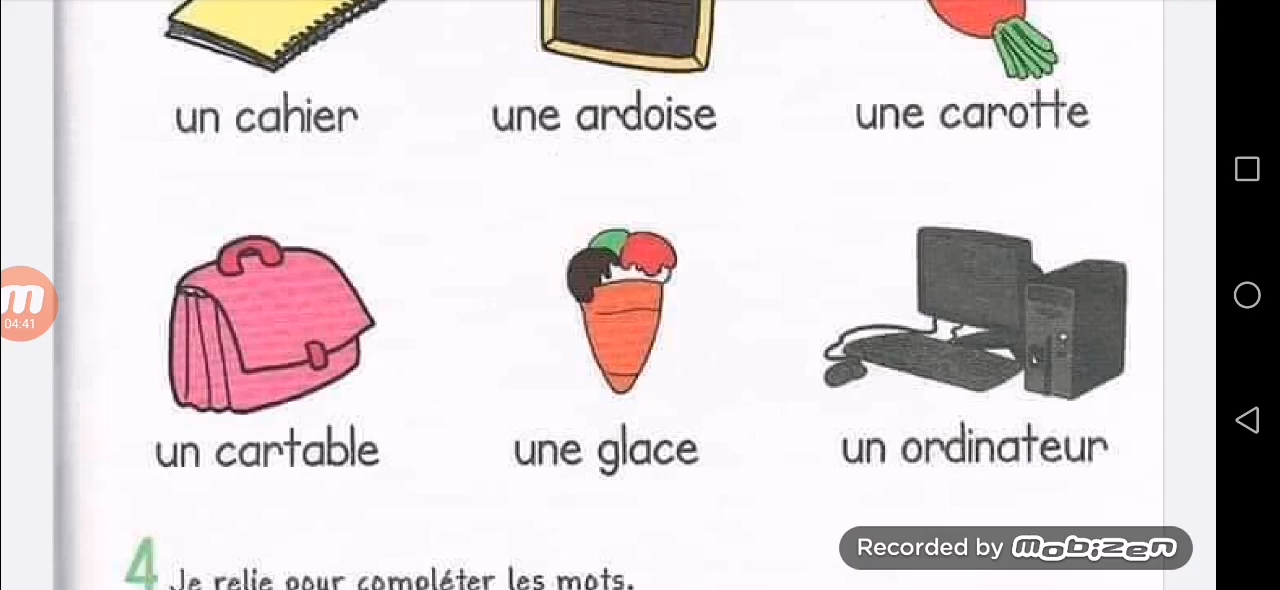 un cahier
une ardoise
une carotte
un cartable
une glace
un ordinateur
04:41
4 Je relie pour compléter les mots.
Recorded by mobizen